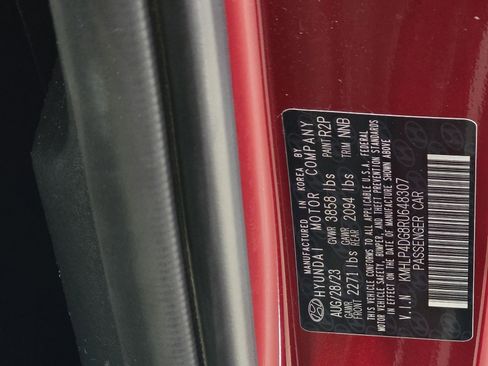 MANUFACTURED IN KOREA BY
HYUNDAI MOTOR COMPANY
AUG/28/23 GVWR 3858 lbs PAINT R2P
GAWR FRONT 2271 lbs GAWR REAR 2094 lbs TRIM NNB
THIS VEHICLE CONFORMS TO ALL APPLICABLE U.S.A. FEDERAL
MOTOR VEHICLE SAFETY, BUMPER AND THEFT PREVENTION STANDARDS
IN EFFECT ON THE DATE OF MANUFACTURE SHOWN ABOVE
V.I.N KMHLP4DG8RU648307
PASSENGER CAR